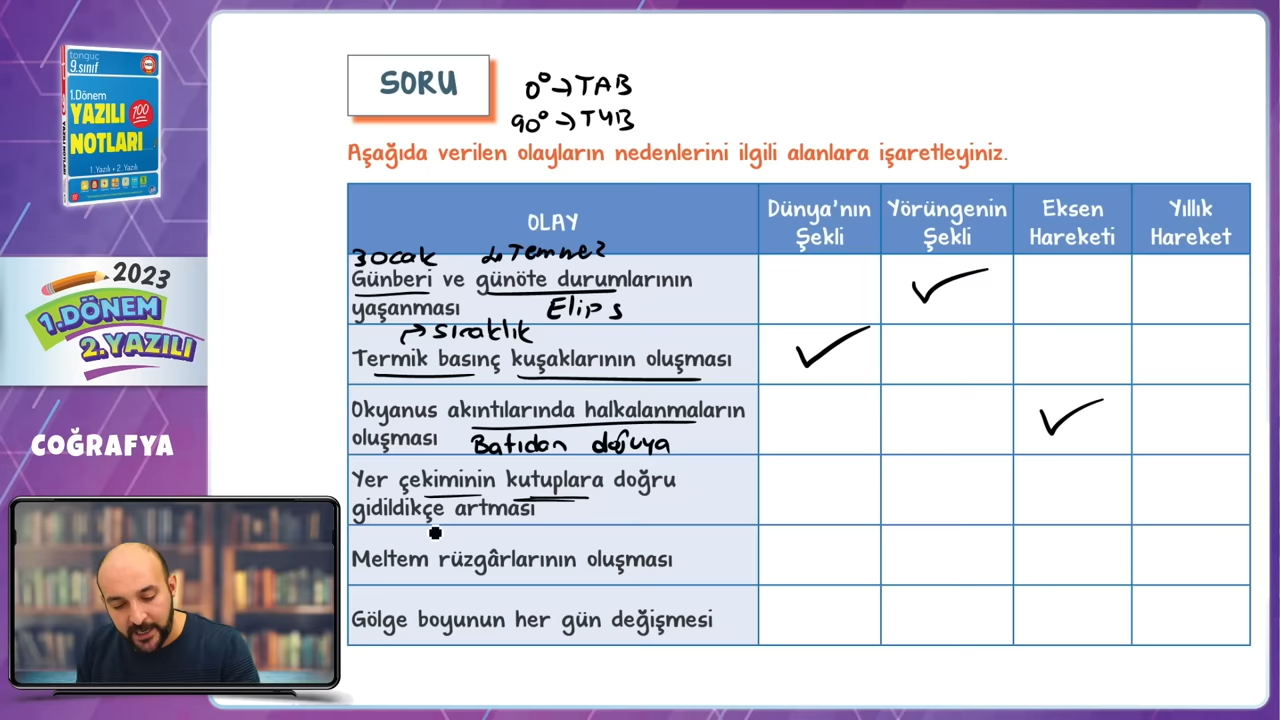 tonguç
9.sınıf
1.Dönem
YAZILI
100
NOTLARI
1.Yazılı • 2.Yazılı
YAZILI NOTLARI
2023
1.DÖNEM
2.YAZILI
COĞRAFYA
SORU
0° → TAB
90° → TYB
Aşağıda verilen olayların nedenlerini ilgili alanlara işaretleyiniz.
OLAY
Dünya'nın
Şekli
Yörüngenin
Şekli
Eksen
Hareketi
Yıllık
Hareket
3 Ocak 4 Temmuz
Günberi ve günöte durumlarının
yaşanması
Elips
→ sıcaklık
Termik basınç kuşaklarının oluşması
Okyanus akıntılarında halkalanmaların
oluşması
Batıdan doğuya
Yer çekiminin kutuplara doğru
gidildikçe artması
Meltem rüzgârlarının oluşması
Gölge boyunun her gün değişmesi